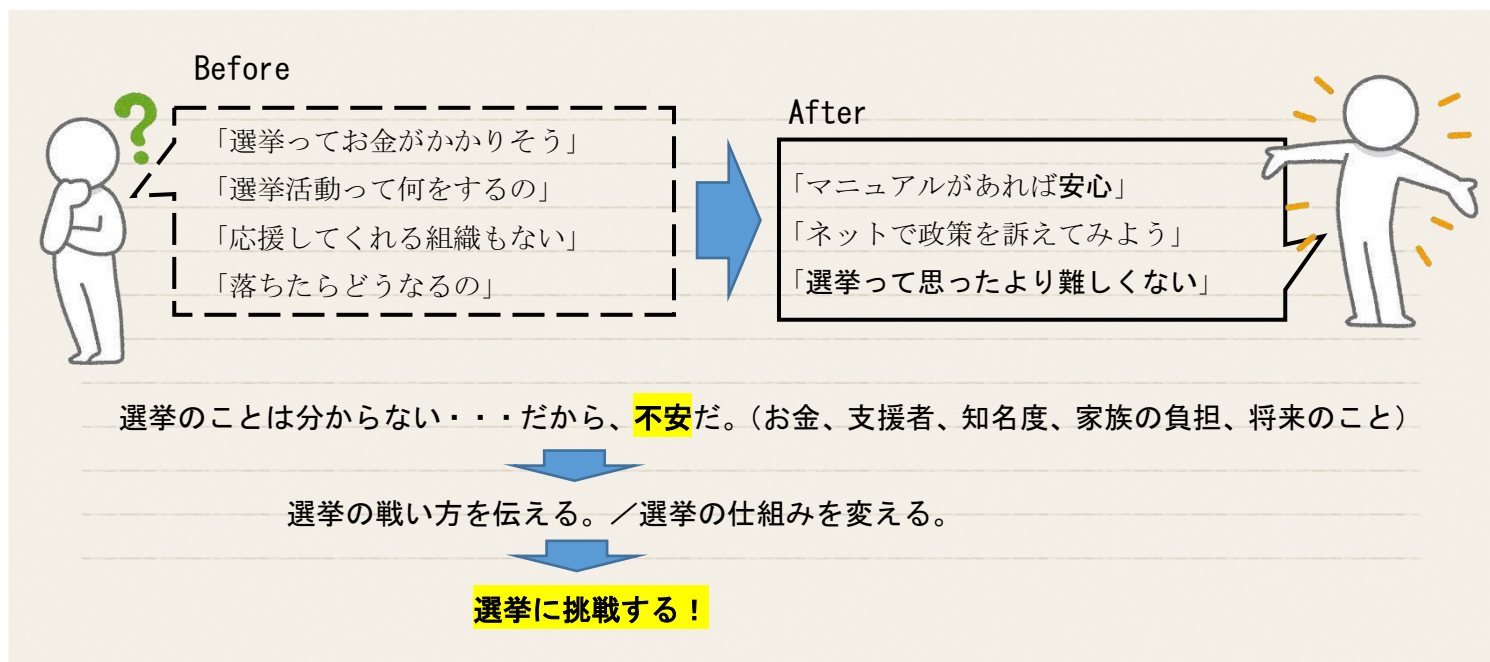 Before
「選挙ってお金がかかりそう」
「選挙活動って何をするの」
「応援してくれる組織もない」
「落ちたらどうなるの」
After
「マニュアルがあれば安心」
「ネットで政策を訴えてみよう」
「選挙って思ったより難しくない」
選挙のことは分からない・・・だから、不安だ。（お金、支援者、知名度、家族の負担、将来のこと）
選挙の戦い方を伝える。／選挙の仕組みを変える。
選挙に挑戦する！